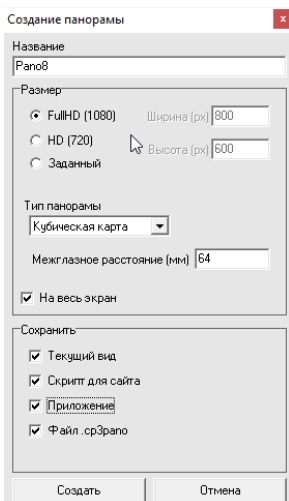 Создание панорамы x
Название
Pano8
Размер
FullHD (1080) Ширина (px) 800
HD (720) Высота (px) 600
Заданный
Тип панорамы
Кубическая карта
Межглазное расстояние (мм) 64
На весь экран
Сохранить
Текущий вид
Скрипт для сайта
Приложение
Файл .cp3pano
Создать Отмена